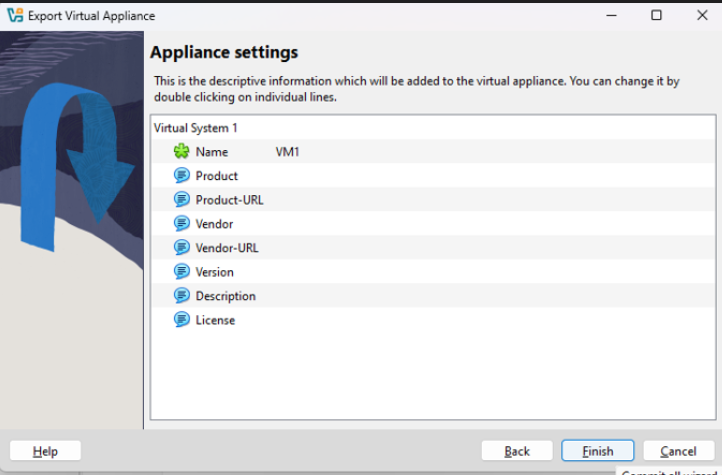 Export Virtual Appliance
Appliance settings
This is the descriptive information which will be added to the virtual appliance. You can change it by
double clicking on individual lines.
Virtual System 1
Name VM1
Product
Product-URL
Vendor
Vendor-URL
Version
Description
License
Help Back Finish Cancel